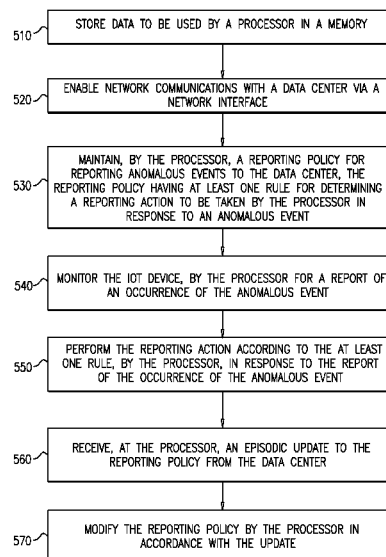 510
STORE DATA TO BE USED BY A PROCESSOR IN A MEMORY
520
ENABLE NETWORK COMMUNICATIONS WITH A DATA CENTER VIA A
NETWORK INTERFACE
530
MAINTAIN, BY THE PROCESSOR, A REPORTING POLICY FOR
REPORTING ANOMALOUS EVENTS TO THE DATA CENTER, THE
REPORTING POLICY HAVING AT LEAST ONE RULE FOR DETERMINING
A REPORTING ACTION TO BE TAKEN BY THE PROCESSOR IN
RESPONSE TO AN ANOMALOUS EVENT
540
MONITOR THE IOT DEVICE, BY THE PROCESSOR FOR A REPORT OF
AN OCCURRENCE OF THE ANOMALOUS EVENT
550
PERFORM THE REPORTING ACTION ACCORDING TO THE AT LEAST
ONE RULE, BY THE PROCESSOR, IN RESPONSE TO THE REPORT
OF THE OCCURRENCE OF THE ANOMALOUS EVENT
560
RECEIVE, AT THE PROCESSOR, AN EPISODIC UPDATE TO THE
REPORTING POLICY FROM THE DATA CENTER
570
MODIFY THE REPORTING POLICY BY THE PROCESSOR IN
ACCORDANCE WITH THE UPDATE